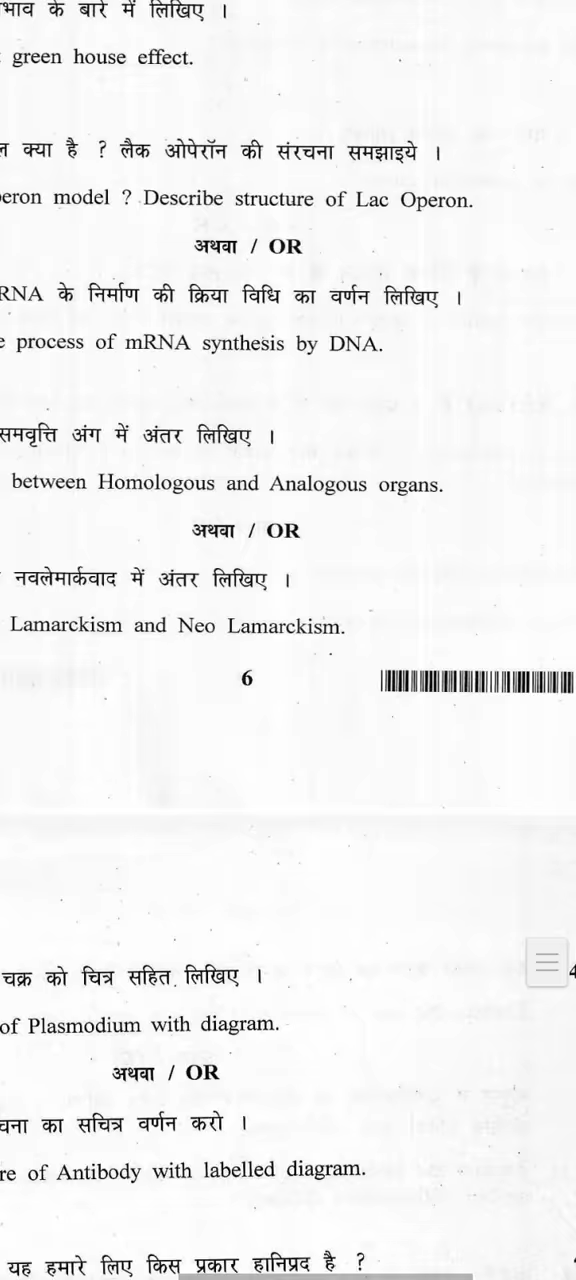 के बारे में लिखिए ।
green house effect.
क्या है ? लैक ओपेरॉन की संरचना समझाइये ।
model ? Describe structure of Lac Operon.
अथवा / OR
RNA के निर्माण की क्रिया विधि का वर्णन लिखिए ।
process of mRNA synthesis by DNA.
समवृत्ति अंग में अंतर लिखिए ।
between Homologous and Analogous organs.
अथवा / OR
नवलेमार्कवाद में अंतर लिखिए ।
Lamarckism and Neo Lamarckism.
6
चक्र को चित्र सहित लिखिए ।
4
of Plasmodium with diagram.
अथवा / OR
का सचित्र वर्णन करो ।
of Antibody with labelled diagram.
यह हमारे लिए किस प्रकार हानिप्रद है ?